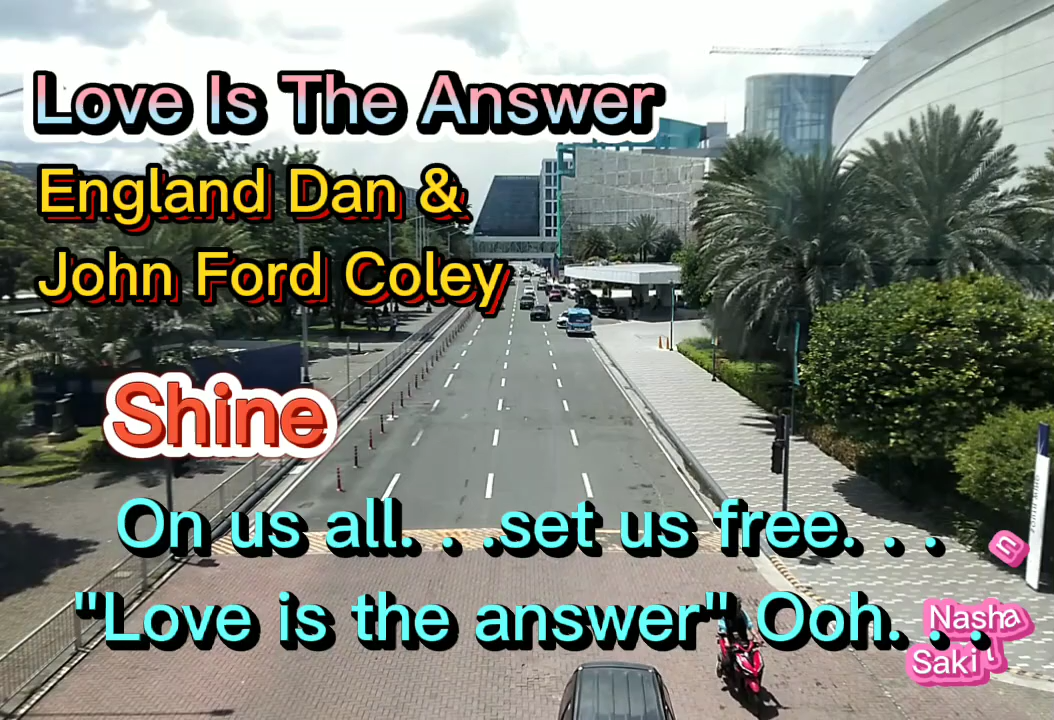 Love Is The Answer
England Dan &
John Ford Coley
Shine
On us all. . .set us free. . .
"Love is the answer" Ooh. . .
Nasha
Saki